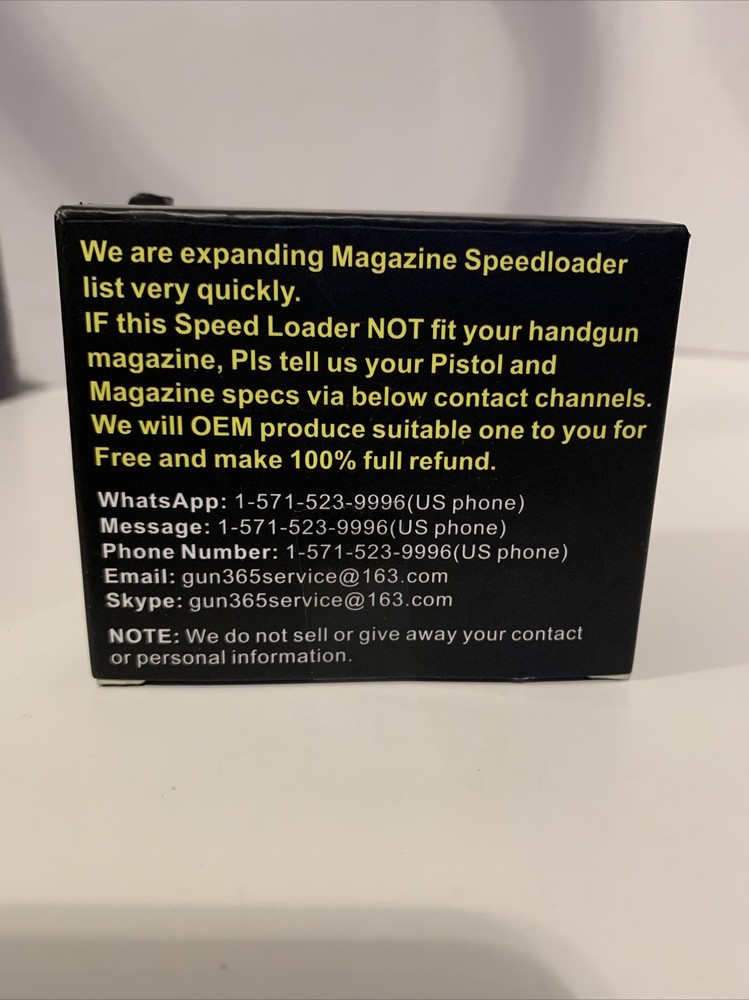 We are expanding Magazine Speedloader
list very quickly.
IF this Speed Loader NOT fit your handgun
magazine, Pls tell us your Pistol and
Magazine specs via below contact channels.
We will OEM produce suitable one to you for
Free and make 100% full refund.
WhatsApp: 1-571-523-9996(US phone)
Message: 1-571-523-9996(US phone)
Phone Number: 1-571-523-9996(US phone)
Email: gun365service@163.com
Skype: gun365service@163.com
NOTE: We do not sell or give away your contact
or personal information.